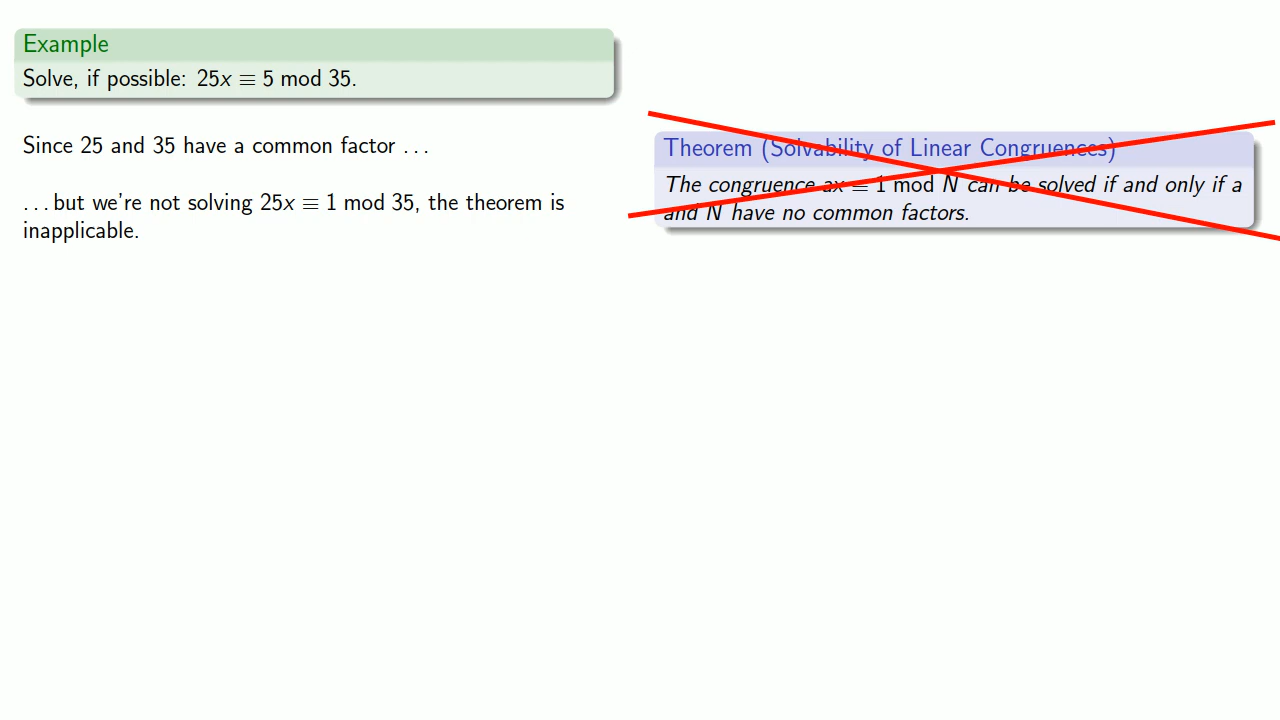 Example
Solve, if possible: 25x ≡ 5 mod 35.
Since 25 and 35 have a common factor ...
...but we're not solving 25x ≡ 1 mod 35, the theorem is
inapplicable.
Theorem (Solvability of Linear Congruences)
The congruence ax ≡ 1 mod N can be solved if and only if a
and N have no common factors.